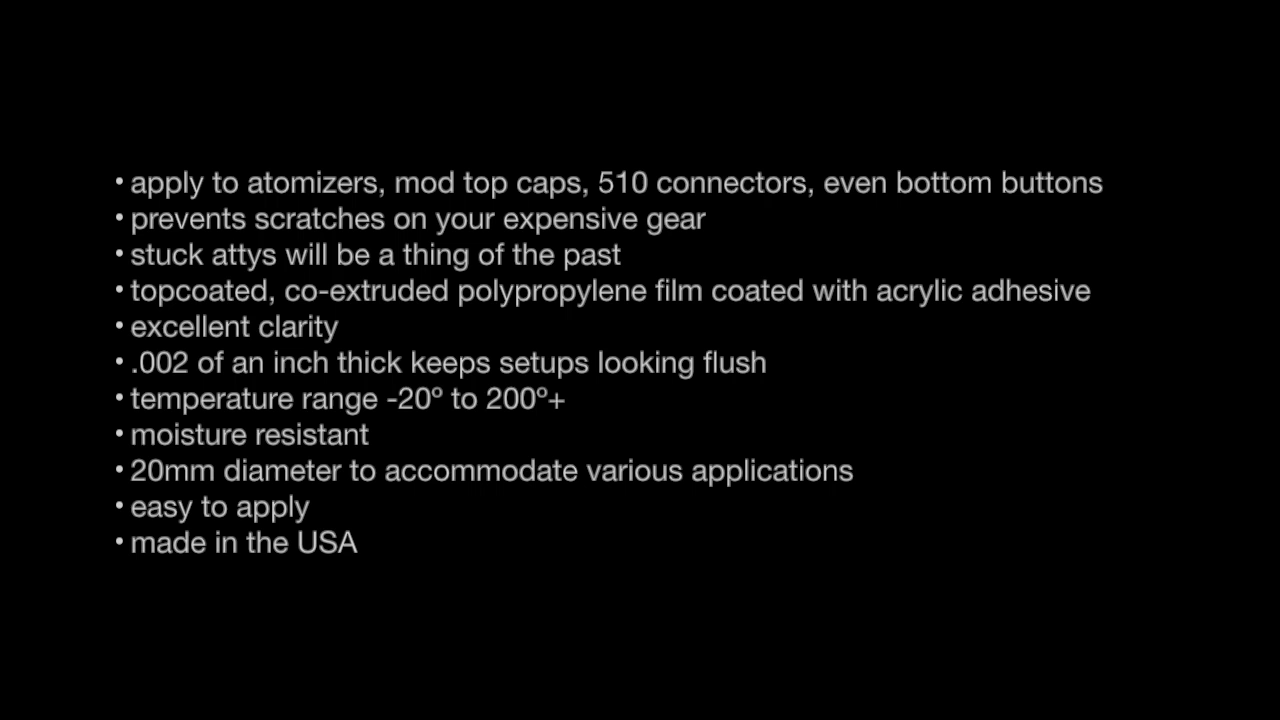 • apply to atomizers, mod top caps, 510 connectors, even bottom buttons
• prevents scratches on your expensive gear
• stuck attys will be a thing of the past
• topcoated, co-extruded polypropylene film coated with acrylic adhesive
• excellent clarity
• .002 of an inch thick keeps setups looking flush
• temperature range -20º to 200º+
• moisture resistant
• 20mm diameter to accommodate various applications
• easy to apply
• made in the USA